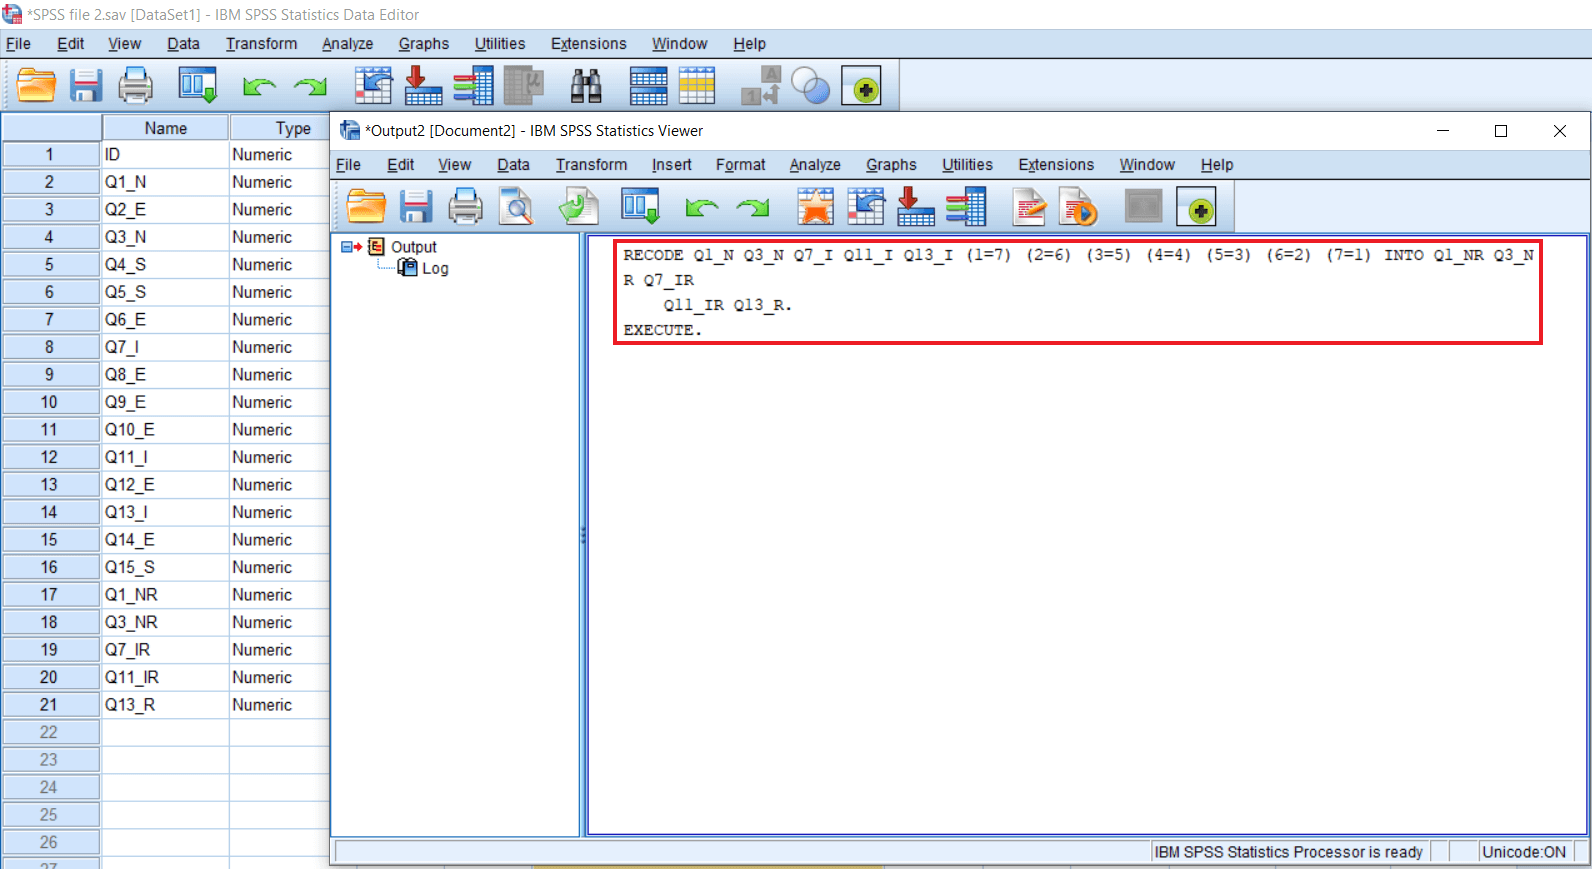 *SPSS file 2.sav [DataSet1] - IBM SPSS Statistics Data Editor
File Edit View Data Transform Analyze Graphs Utilities Extensions Window Help
Name Type
1 ID Numeric
2 Q1_N Numeric
3 Q2_E Numeric
4 Q3_N Numeric
5 Q4_S Numeric
6 Q5_S Numeric
7 Q6_E Numeric
8 Q7_I Numeric
9 Q8_E Numeric
10 Q9_E Numeric
11 Q10_E Numeric
12 Q11_I Numeric
13 Q12_E Numeric
14 Q13_I Numeric
15 Q14_E Numeric
16 Q15_S Numeric
17 Q1_NR Numeric
18 Q3_NR Numeric
19 Q7_IR Numeric
20 Q11_IR Numeric
21 Q13_R Numeric
22
23
24
25
26
27
*Output2 [Document2] - IBM SPSS Statistics Viewer
File Edit View Data Transform Insert Format Analyze Graphs Utilities Extensions Window Help
Output
Log
RECODE Q1_N Q3_N Q7_I Q11_I Q13_I (1=7) (2=6) (3=5) (4=4) (5=3) (6=2) (7=1) INTO Q1_NR Q3_N
R Q7_IR
Q11_IR Q13_R.
EXECUTE.
IBM SPSS Statistics Processor is ready Unicode:ON